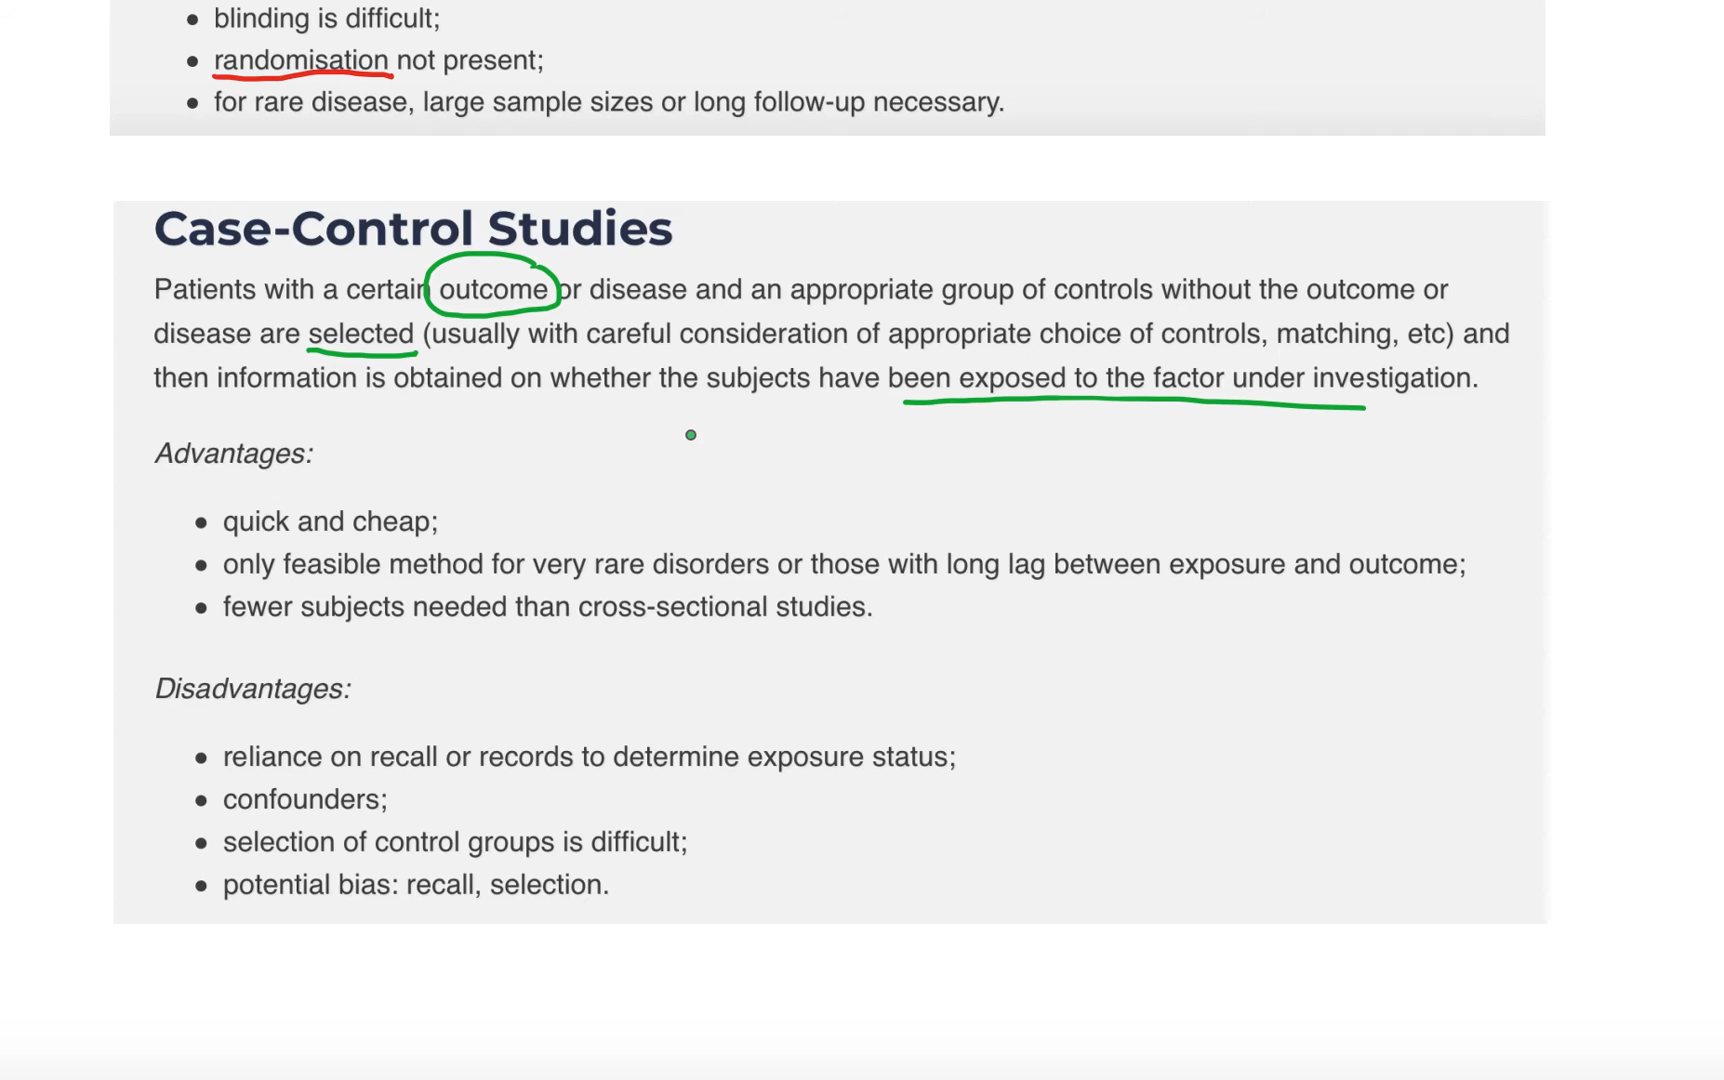 • blinding is difficult;
• randomisation not present;
• for rare disease, large sample sizes or long follow-up necessary.
Case-Control Studies
Patients with a certain outcome or disease and an appropriate group of controls without the outcome or
disease are selected (usually with careful consideration of appropriate choice of controls, matching, etc) and
then information is obtained on whether the subjects have been exposed to the factor under investigation.
Advantages:
• quick and cheap;
• only feasible method for very rare disorders or those with long lag between exposure and outcome;
• fewer subjects needed than cross-sectional studies.
Disadvantages:
• reliance on recall or records to determine exposure status;
• confounders;
• selection of control groups is difficult;
• potential bias: recall, selection.